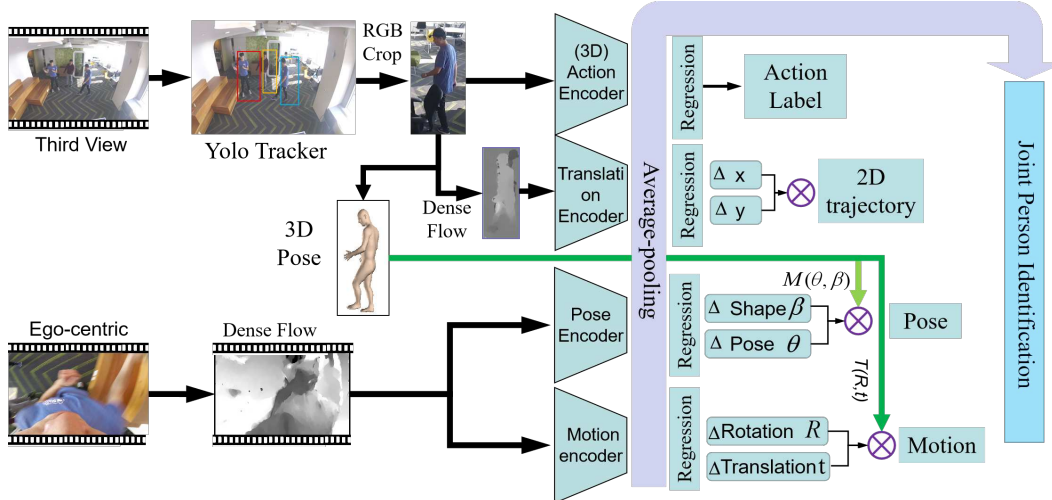 Third View
Yolo Tracker
RGB
Crop
(3D)
Action
Encoder
Regression
Action
Label
Translati
on
Encoder
Dense
Flow
Regression
Δ x
Δ y
2D
trajectory
3D
Pose
Average-pooling
Joint Person Identification
M(θ, β)
Ego-centric
Dense Flow
Pose
Encoder
Regression
Δ Shape β
Δ Pose θ
Pose
T(R,t)
Motion
encoder
Regression
ΔRotation R
ΔTranslation t
Motion